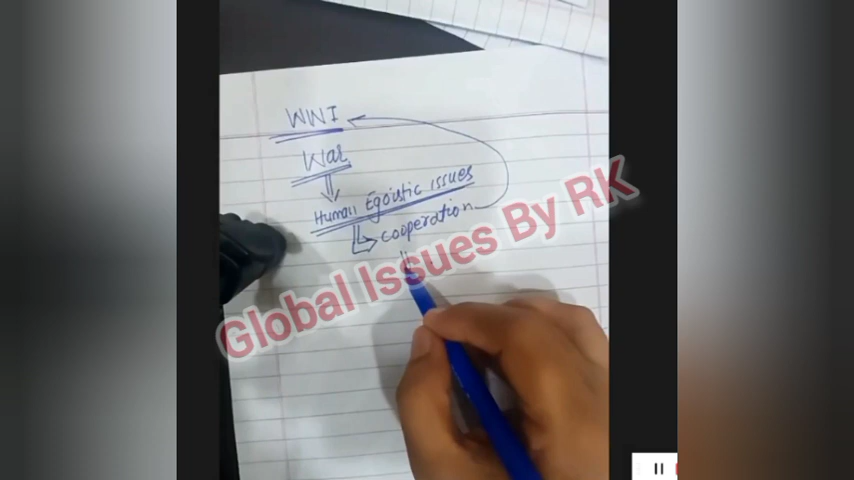 WWI
War
Human Egoistic issues
cooperation
Global Issues By RK